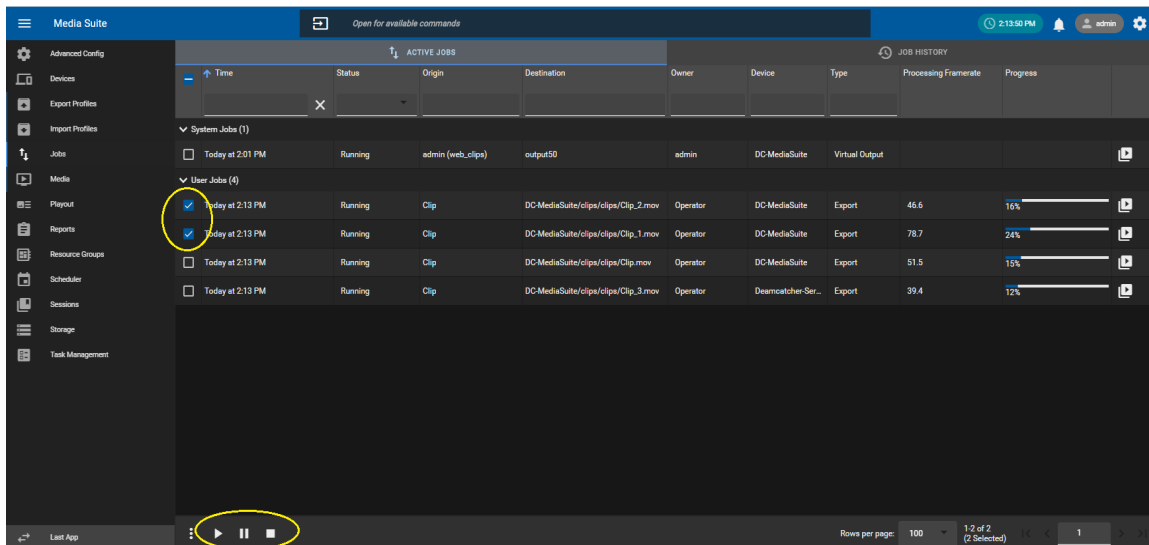 Media Suite
Open for available commands
2:13:50 PM
admin
Advanced Config
Devices
Export Profiles
Import Profiles
Jobs
Media
Playout
Reports
Resource Groups
Scheduler
Sessions
Storage
Task Management
Last App
ACTIVE JOBS
JOB HISTORY
Time Status Origin Destination Owner Device Type Processing Framerate Progress
System Jobs (1)
Today at 2:01 PM Running admin (web_clips) output50 admin DC-MediaSuite Virtual Output
User Jobs (4)
Today at 2:13 PM Running Clip DC-MediaSuite/clips/clips/Clip_2.mov Operator DC-MediaSuite Export 46.6 16%
Today at 2:13 PM Running Clip DC-MediaSuite/clips/clips/Clip_1.mov Operator DC-MediaSuite Export 78.7 24%
Today at 2:13 PM Running Clip DC-MediaSuite/clips/clips/Clip.mov Operator DC-MediaSuite Export 51.5 15%
Today at 2:13 PM Running Clip DC-MediaSuite/clips/clips/Clip_3.mov Operator Deamcatcher-Ser... Export 39.4 12%
Rows per page: 100 1-2 of 2 1
(2 Selected)